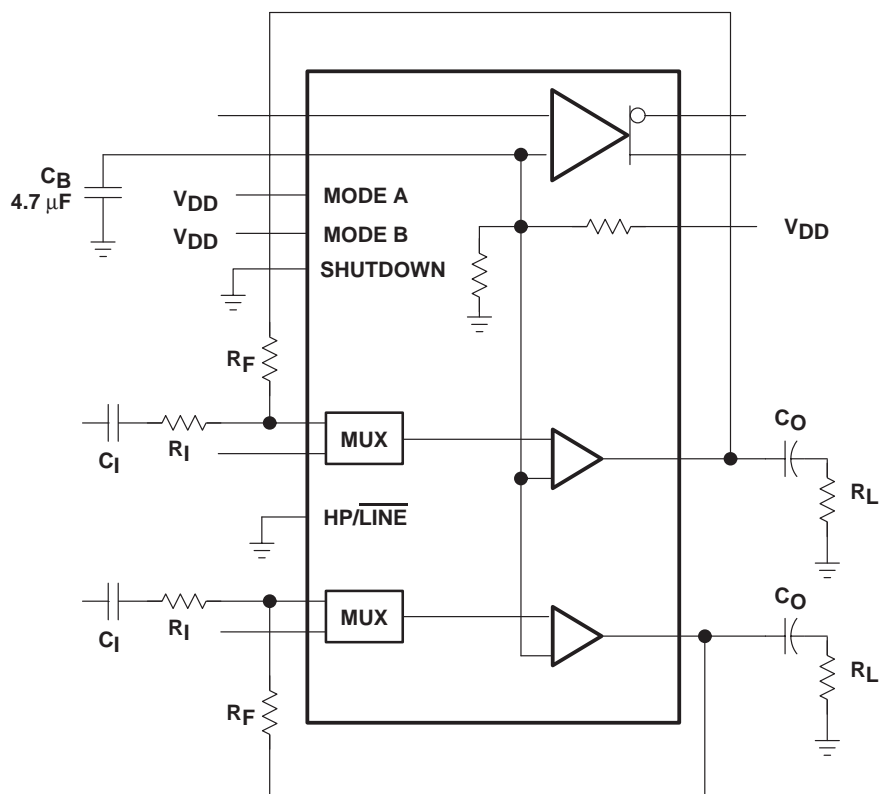 CB
4.7 μF
VDD
MODE A
VDD
MODE B
SHUTDOWN
VDD
RF
MUX
CI
RI
CO
RL
HP/LINE
MUX
CI
RI
CO
RL
RF